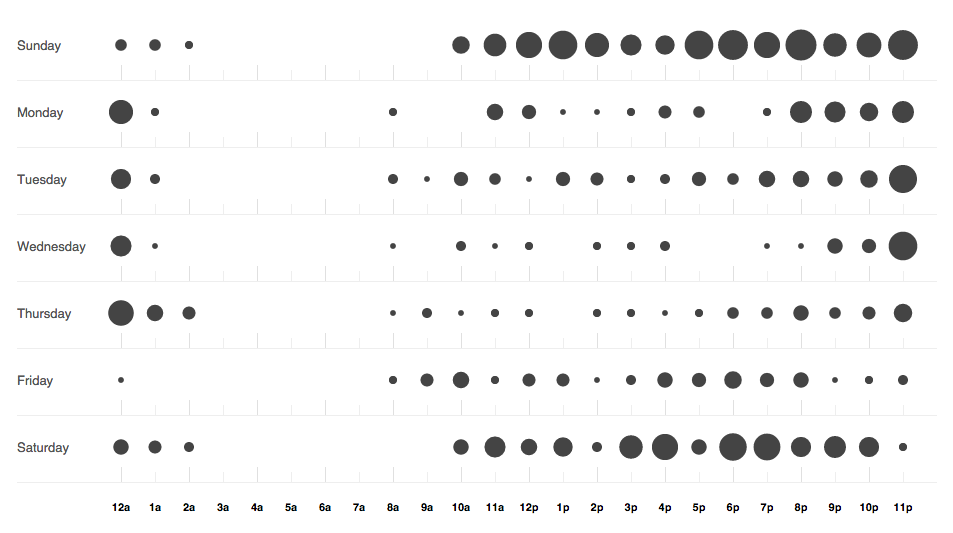 Sunday
Monday
Tuesday
Wednesday
Thursday
Friday
Saturday
12a 1a 2a 3a 4a 5a 6a 7a 8a 9a 10a 11a 12p 1p 2p 3p 4p 5p 6p 7p 8p 9p 10p 11p